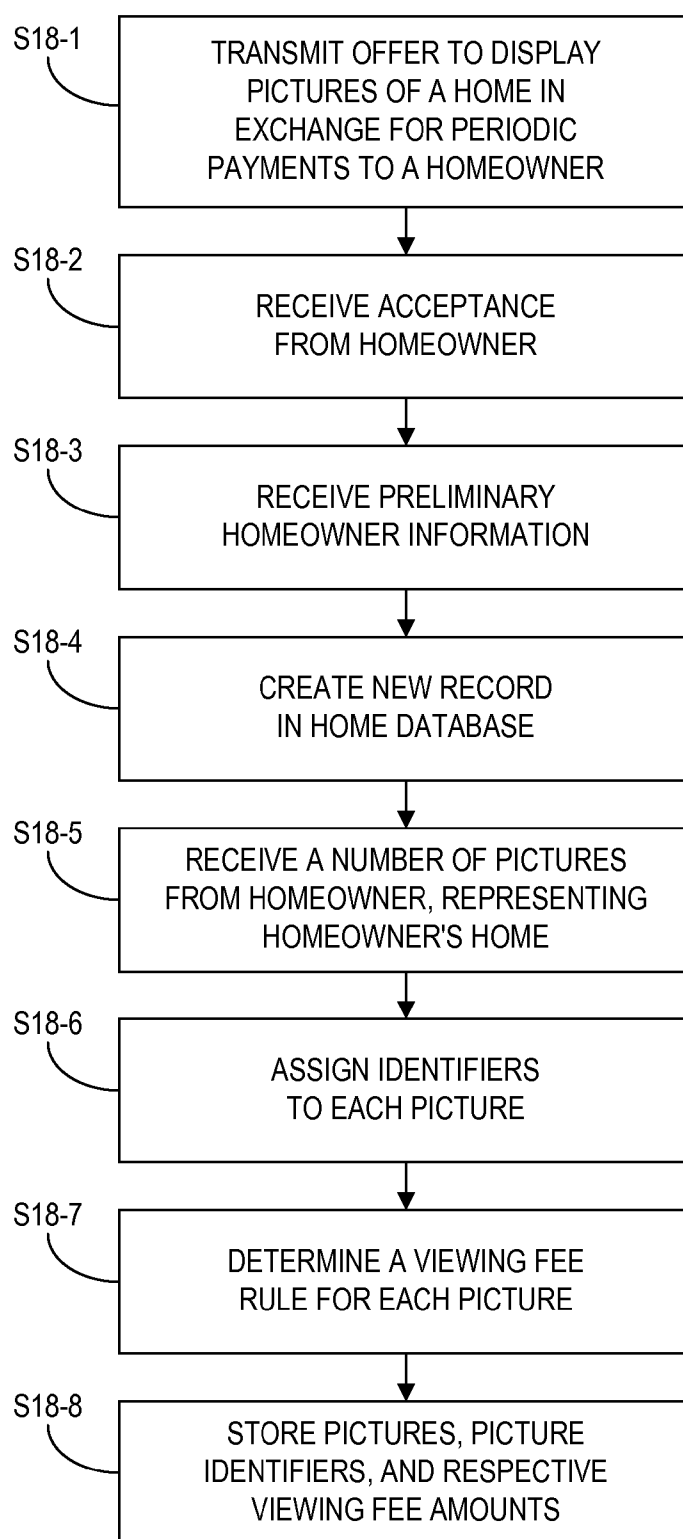 S18-1
TRANSMIT OFFER TO DISPLAY
PICTURES OF A HOME IN
EXCHANGE FOR PERIODIC
PAYMENTS TO A HOMEOWNER
S18-2
RECEIVE ACCEPTANCE
FROM HOMEOWNER
S18-3
RECEIVE PRELIMINARY
HOMEOWNER INFORMATION
S18-4
CREATE NEW RECORD
IN HOME DATABASE
S18-5
RECEIVE A NUMBER OF PICTURES
FROM HOMEOWNER, REPRESENTING
HOMEOWNER'S HOME
S18-6
ASSIGN IDENTIFIERS
TO EACH PICTURE
S18-7
DETERMINE A VIEWING FEE
RULE FOR EACH PICTURE
S18-8
STORE PICTURES, PICTURE
IDENTIFIERS, AND RESPECTIVE
VIEWING FEE AMOUNTS